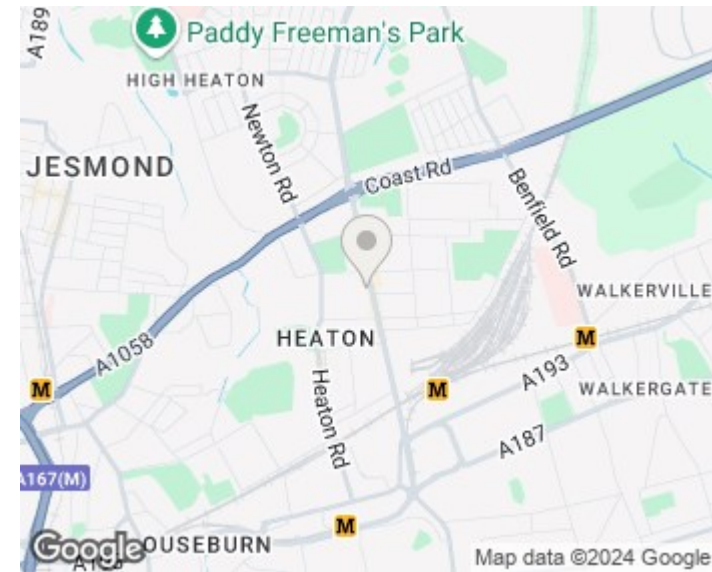 A189
Paddy Freeman's Park
HIGH HEATON
Newton Rd
JESMOND
Coast Rd
Benfield Rd
WALKERVILLE
A1058
HEATON
M
M
M
A193
WALKERGATE
Heaton Rd
A187
A167(M)
M
Google
OUSEBURN
Map data ©2024 Google